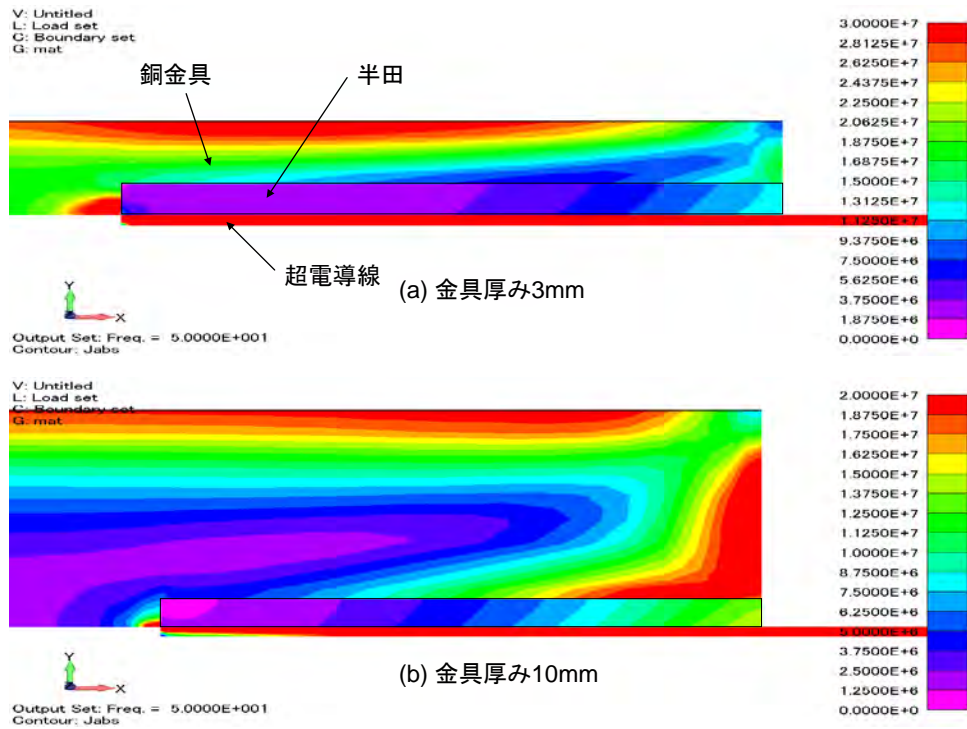 V: Untitled
L: Load set
C: Boundary set
G: mat
銅金具
半田
超電導線
(a) 金具厚み3mm
Y
X
Output Set: Freq. = 5.0000E+001
Contour: Jabs
3.0000E+7
2.8125E+7
2.6250E+7
2.4375E+7
2.2500E+7
2.0625E+7
1.8750E+7
1.6875E+7
1.5000E+7
1.3125E+7
1.1250E+7
9.3750E+6
7.5000E+6
5.6250E+6
3.7500E+6
1.8750E+6
0.0000E+0
V: Untitled
L: Load set
C: Boundary set
G: mat
(b) 金具厚み10mm
Y
X
Output Set: Freq. = 5.0000E+001
Contour: Jabs
2.0000E+7
1.8750E+7
1.7500E+7
1.6250E+7
1.5000E+7
1.3750E+7
1.2500E+7
1.1250E+7
1.0000E+7
8.7500E+6
7.5000E+6
6.2500E+6
5.0000E+6
3.7500E+6
2.5000E+6
1.2500E+6
0.0000E+0